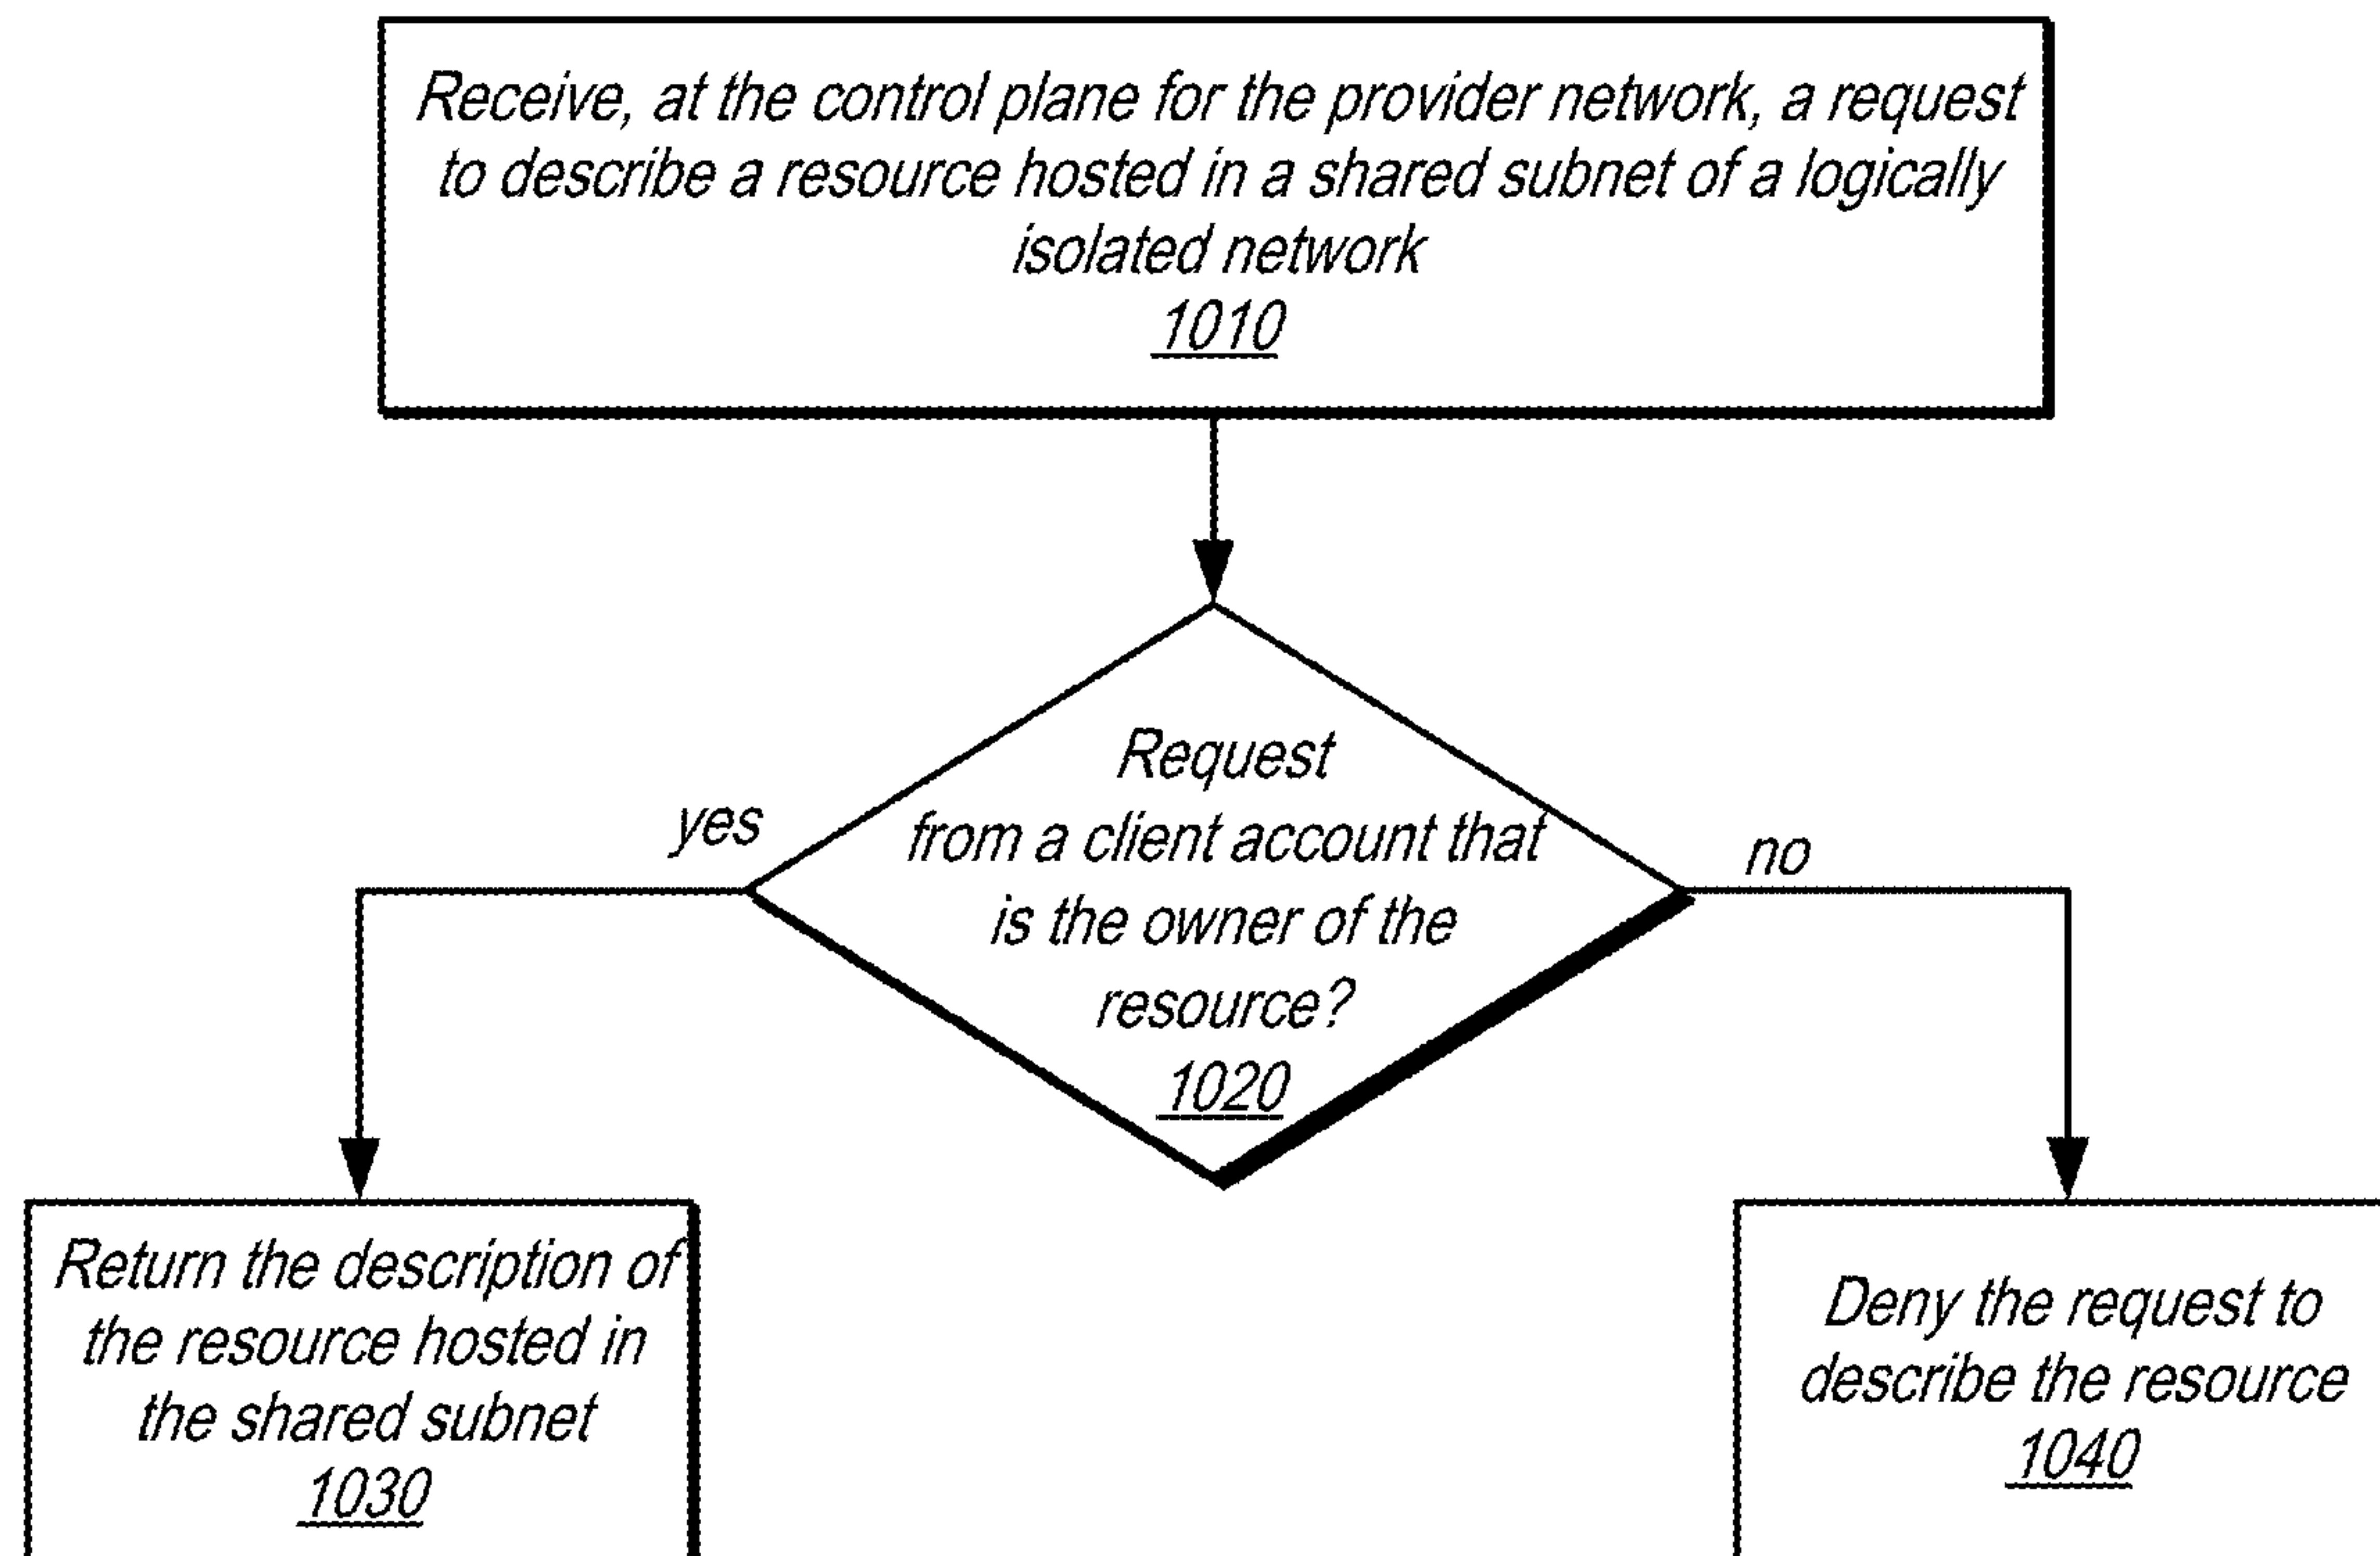 Receive, at the control plane for the provider network, a request
to describe a resource hosted in a shared subnet of a logically
isolated network
1010
Request
from a client account that
is the owner of the
resource?
1020
yes
no
Return the description of
the resource hosted in
the shared subnet
1030
Deny the request to
describe the resource
1040